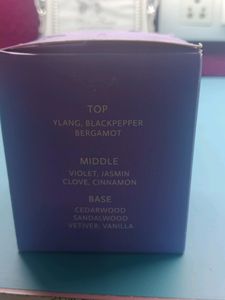 TOP
YLANG, BLACKPEPPER
BERGAMOT
MIDDLE
VIOLET, JASMIN
CLOVE, CINNAMON
BASE
CEDARWOOD
SANDALWOOD
VETIVER, VANILLA